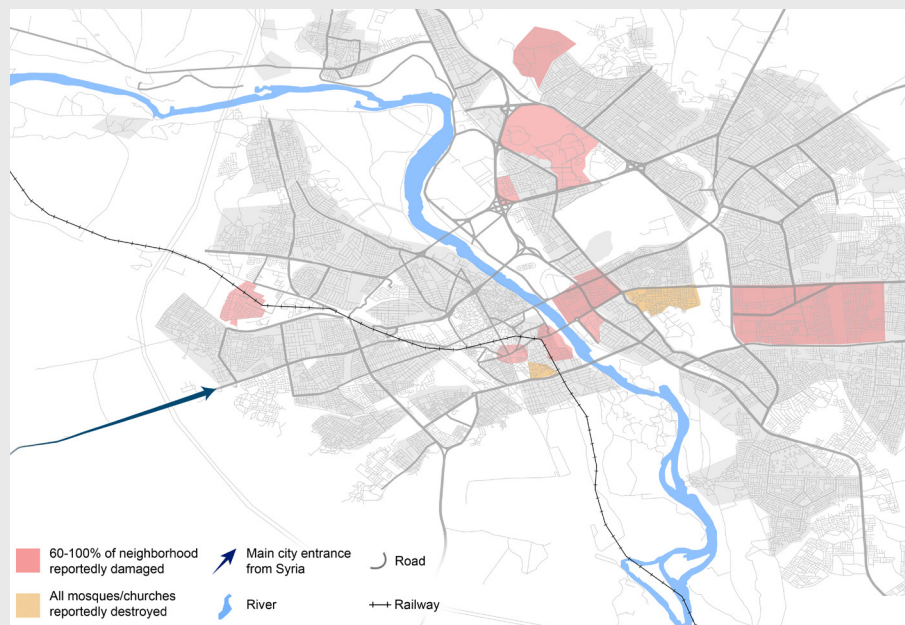 60-100% of neighborhood
reportedly damaged
All mosques/churches
reportedly destroyed
Main city entrance
from Syria
River
Road
Railway